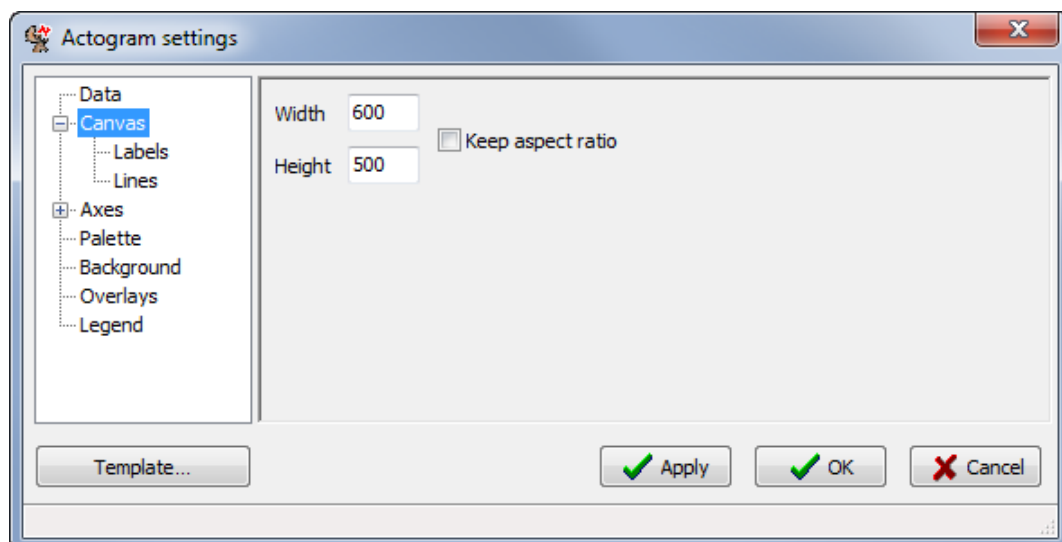 Actogram settings
Data
Canvas
Labels
Lines
Axes
Palette
Background
Overlays
Legend
Width 600
Keep aspect ratio
Height 500
Template...
Apply
OK
Cancel